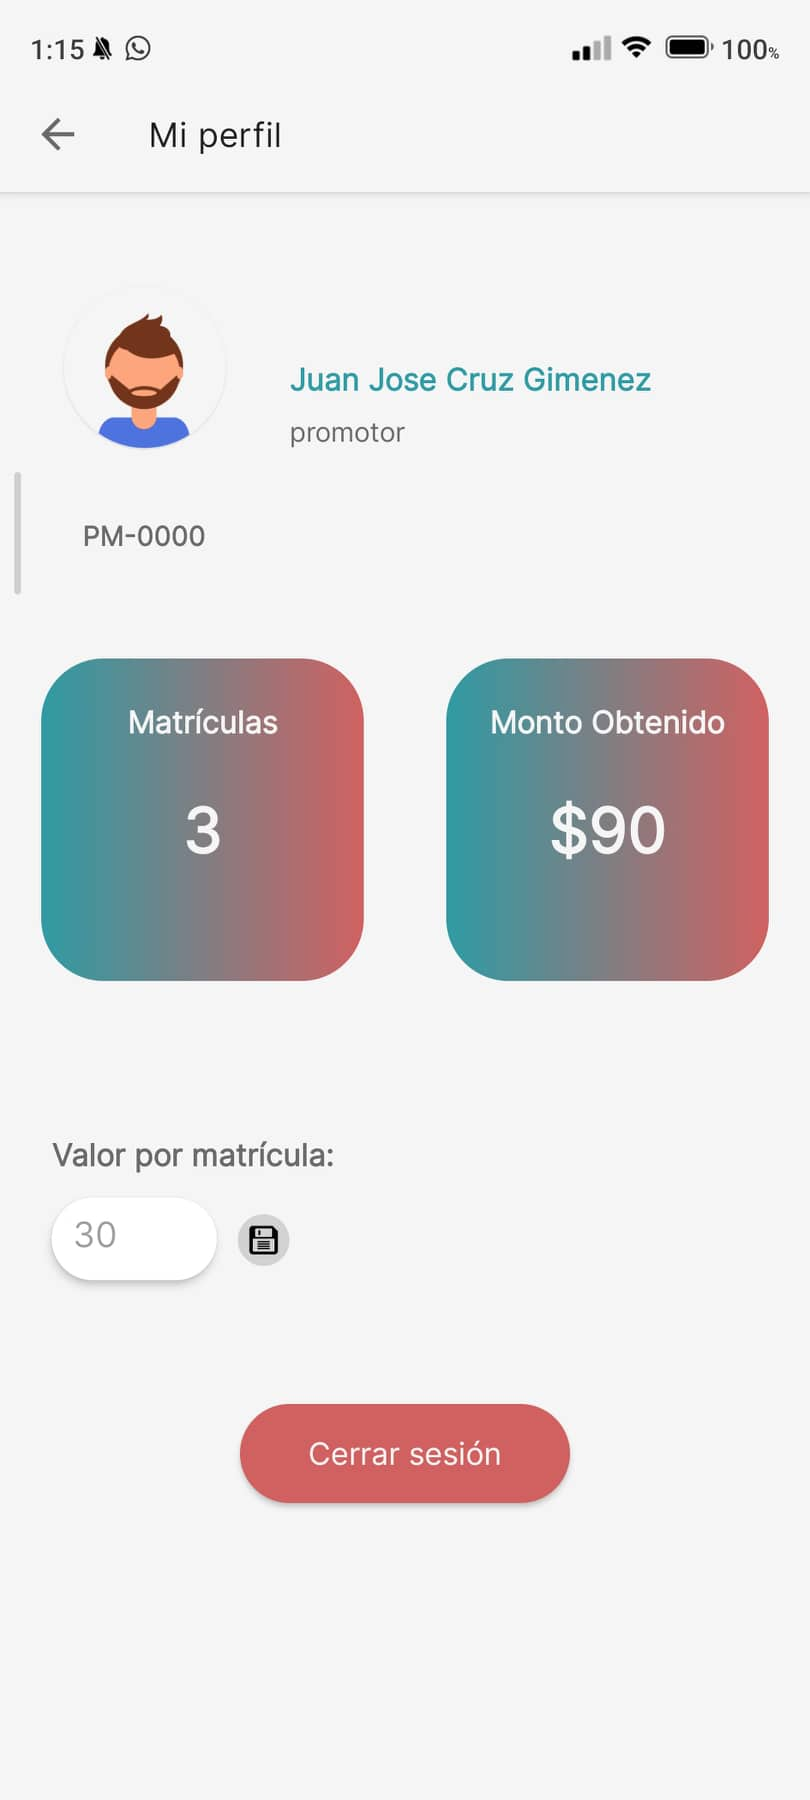 1:15
100%
Mi perfil
Juan Jose Cruz Gimenez
promotor
PM-0000
Matrículas
3
Monto Obtenido
$90
Valor por matrícula:
30
Cerrar sesión